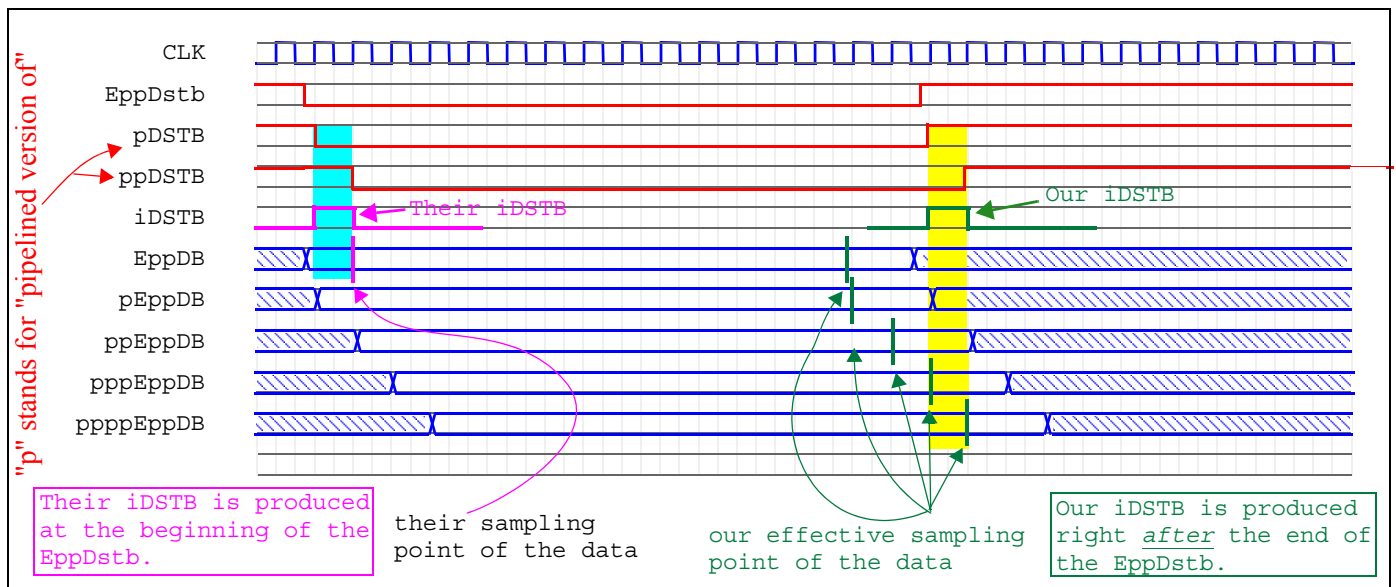 "p" stands for "pipelined version of"
CLK
EppDstb
pDSTB
ppDSTB
iDSTB
Their iDSTB
Our iDSTB
EppDB
pEppDB
ppEppDB
pppEppDB
ppppEppDB
Their iDSTB is produced
at the beginning of the
EppDstb.
their sampling
point of the data
our effective sampling
point of the data
Our iDSTB is produced
right after the end of
the EppDstb.